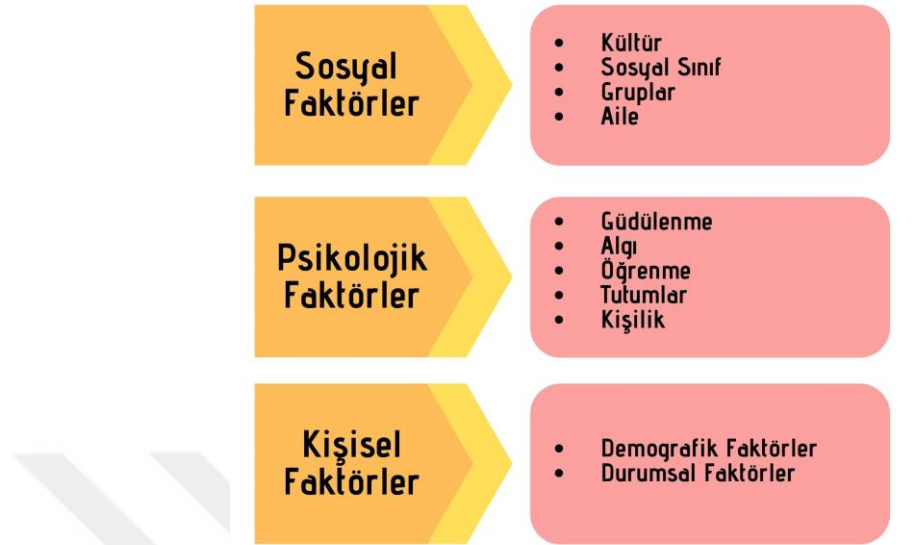 Sosyal
Faktörler
• Kültür
• Sosyal Sınıf
• Gruplar
• Aile
Psikolojik
Faktörler
• Güdülenme
• Algı
• Öğrenme
• Tutumlar
• Kişilik
Kişisel
Faktörler
• Demografik Faktörler
• Durumsal Faktörler